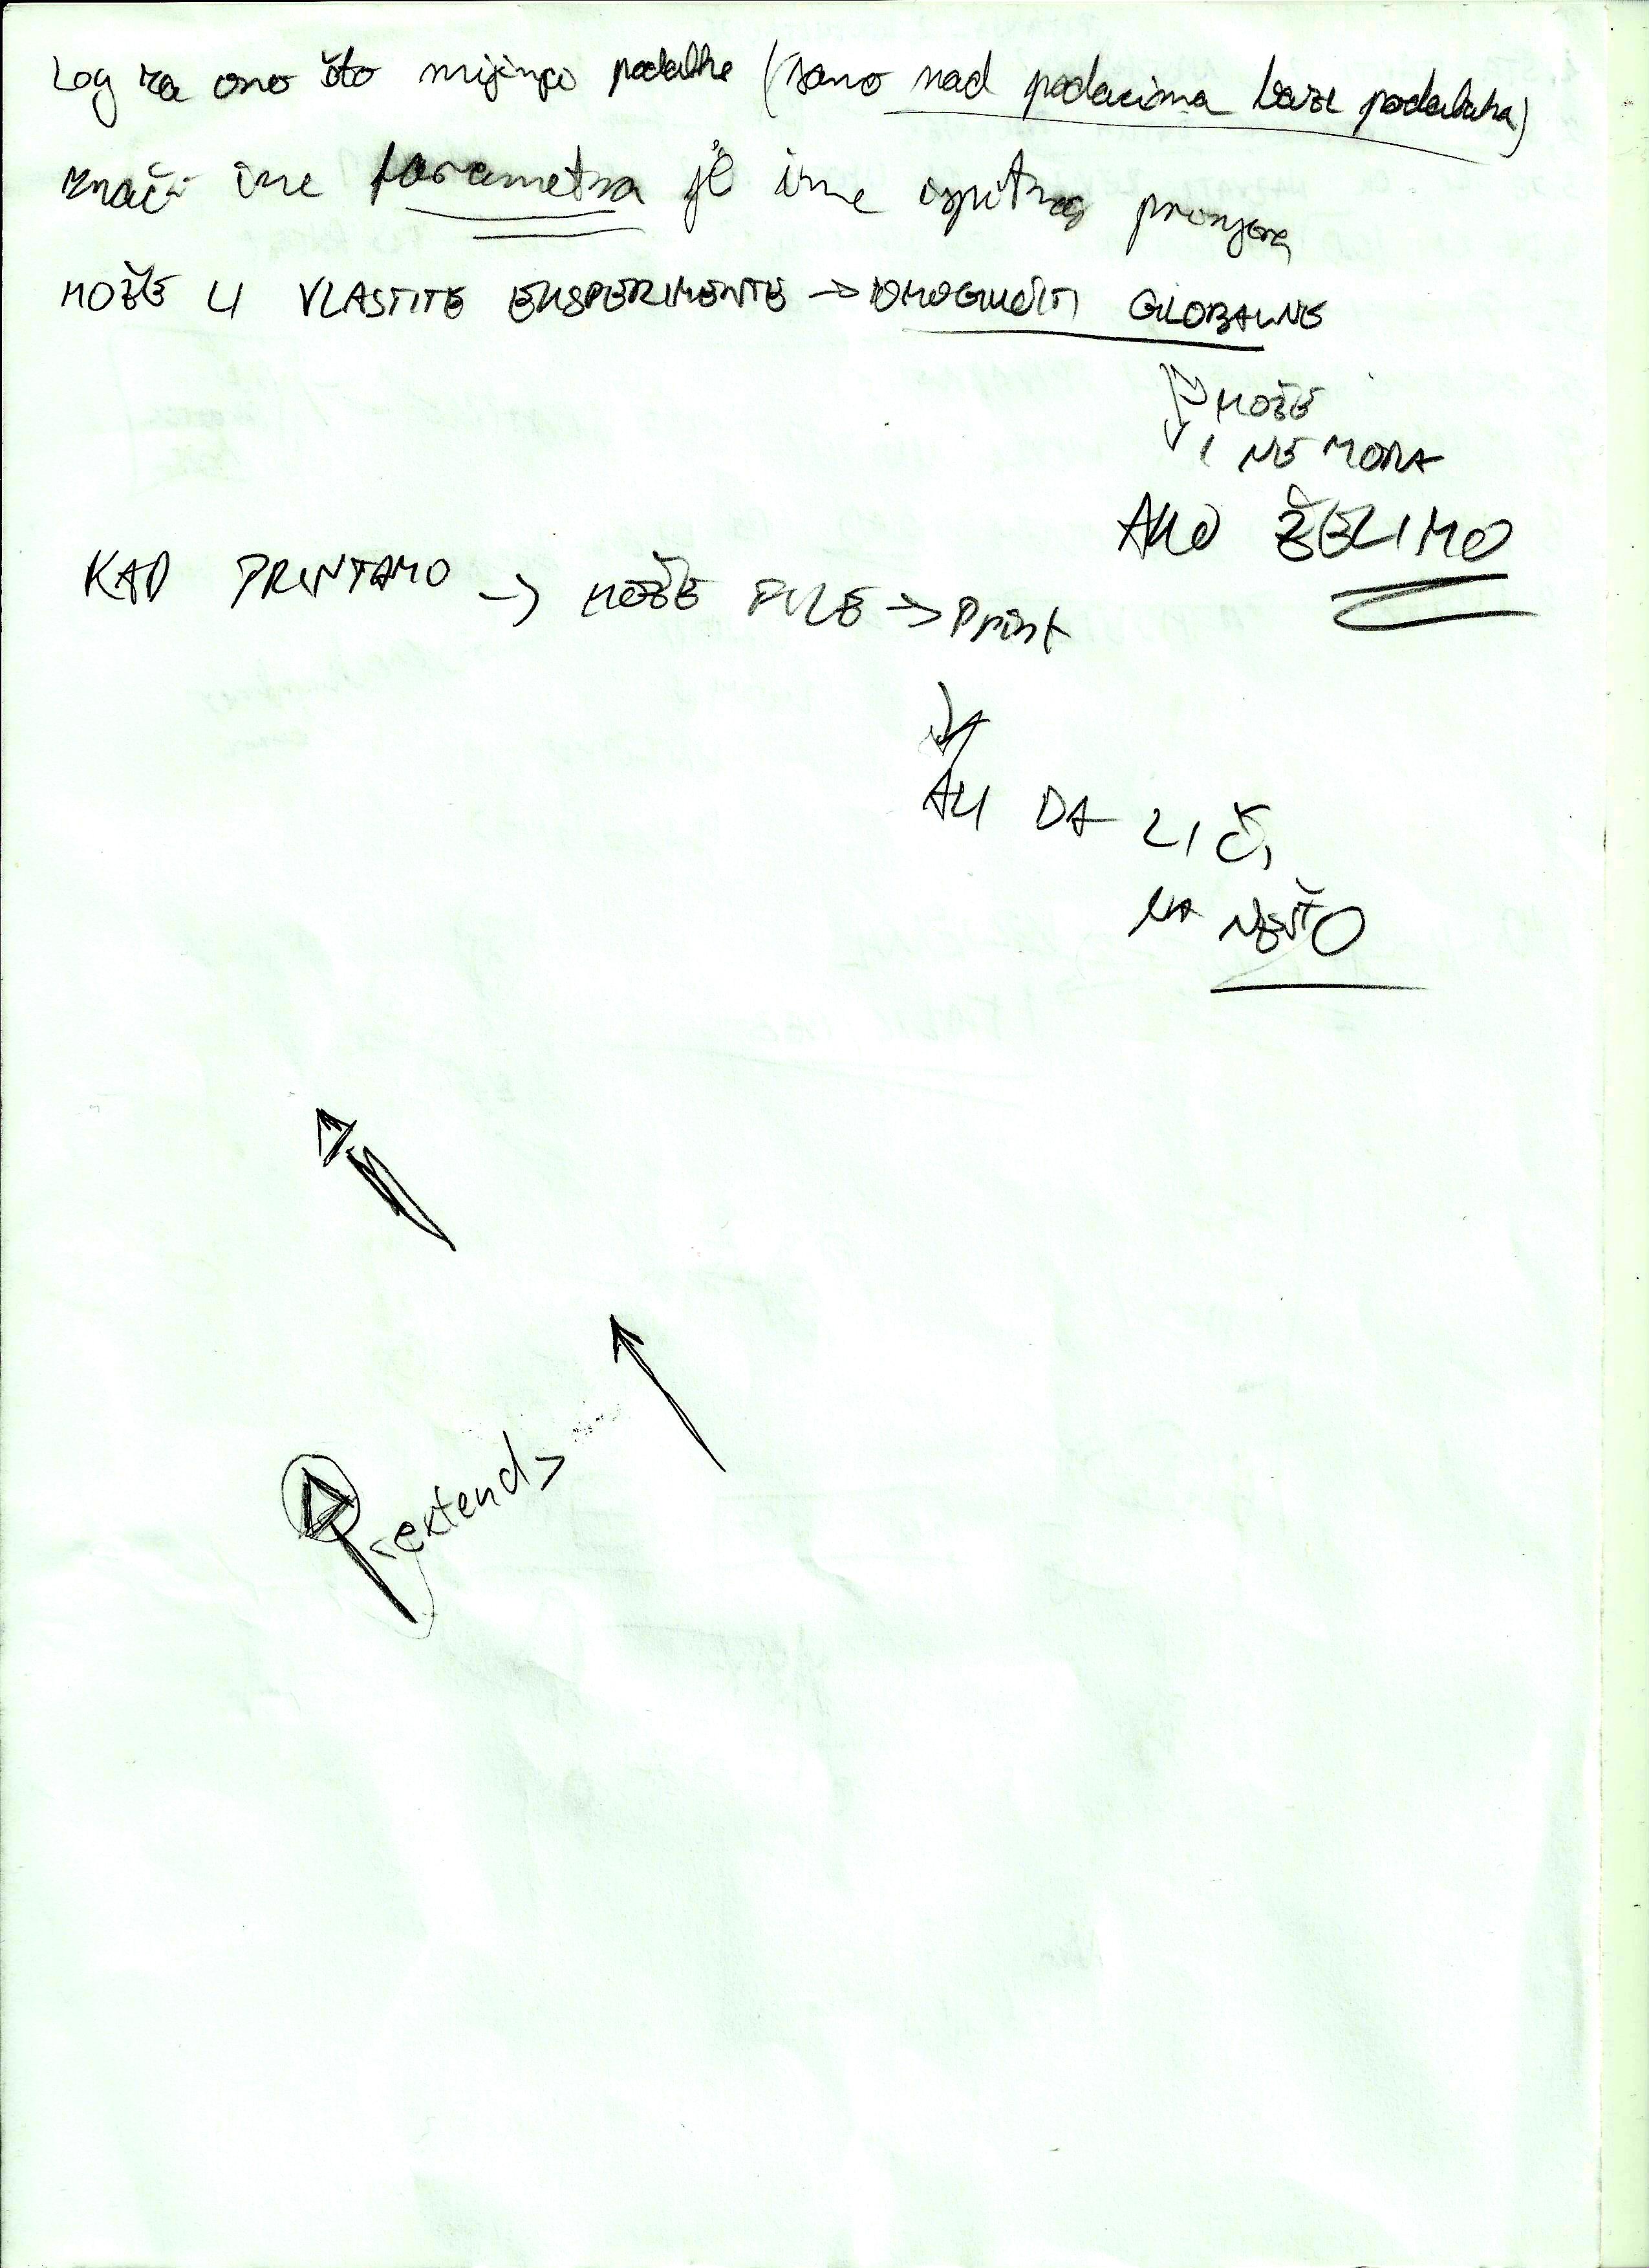 Log za ono što mijenja podatke (samo nad podacima baze podataka)
znači ime parametra je ime ispitnog
MOŽE LI VLASTITE EKSPERIMENTE → OMOGUĆITI GLOBALNE
MOŽE
I NE MORA
AKO ŽELIMO
KAD PRINTAMO → MOŽE FILE → Print
ALI DA LIČI
NA NEŠTO
<extend>